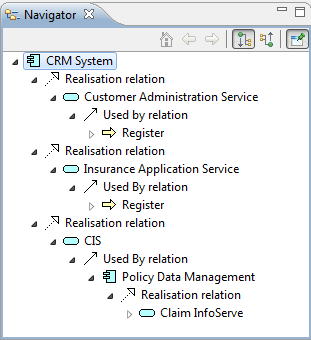 Navigator
CRM System
Realisation relation
Customer Administration Service
Used by relation
Register
Realisation relation
Insurance Application Service
Used By relation
Register
Realisation relation
CIS
Used By relation
Policy Data Management
Realisation relation
Claim InfoServe